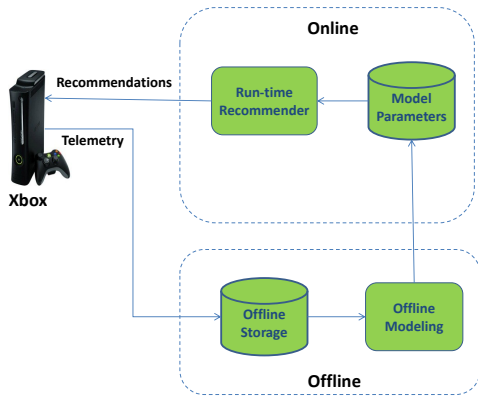 Online
Recommendations
Run-time
Recommender
Model
Parameters
Telemetry
Xbox
Offline
Storage
Offline
Modeling
Offline